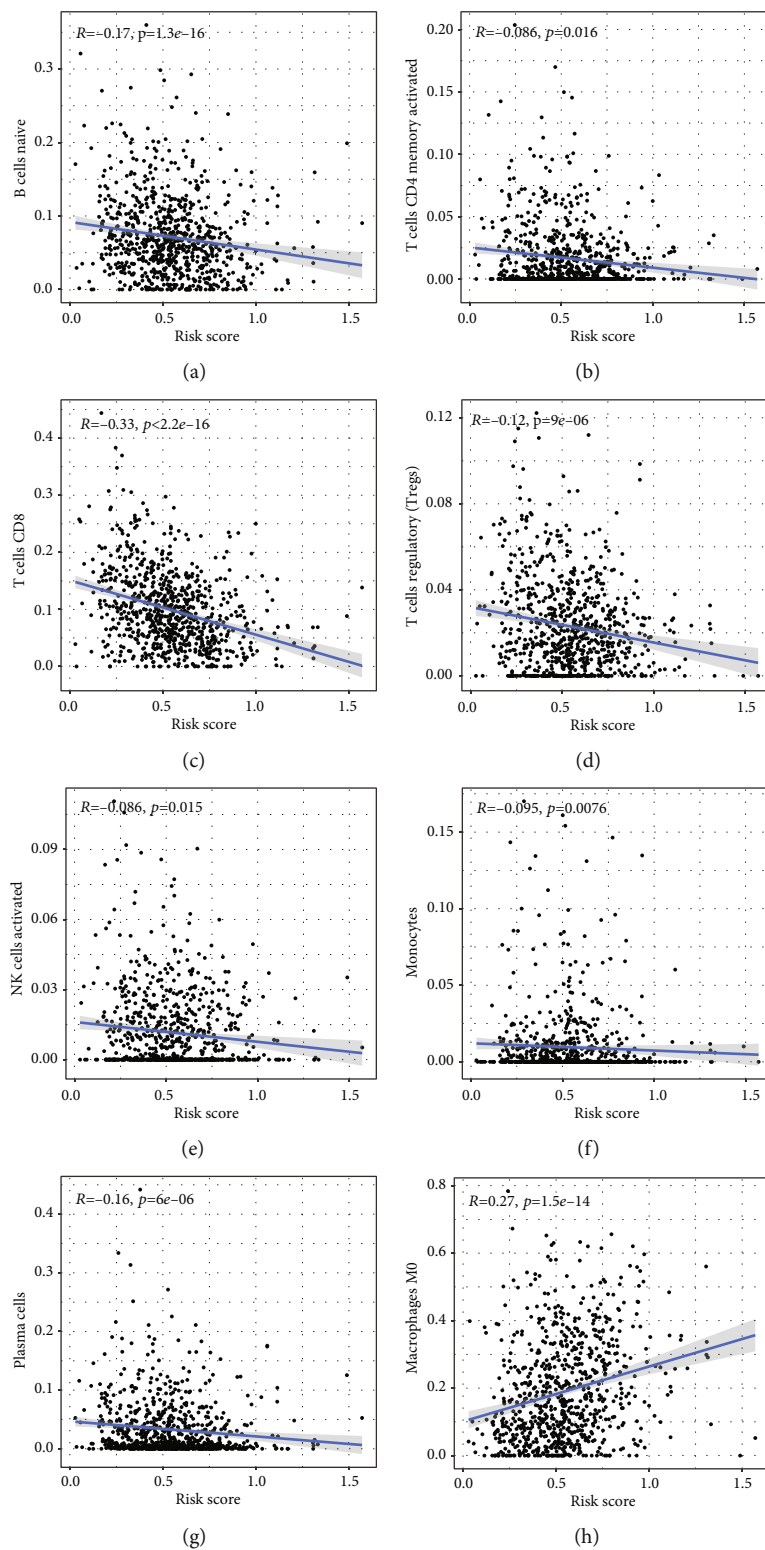 R=–0.17, p=1.3e–16
B cells naive
0.3
0.2
0.1
0.0
0.0 0.5 1.0 1.5
Risk score
(a)
R=–0.086, p=0.016
T cells CD4 memory activated
0.20
0.15
0.10
0.05
0.00
0.0 0.5 1.0 1.5
Risk score
(b)
R=–0.33, p<2.2e–16
T cells CD8
0.4
0.3
0.2
0.1
0.0
0.0 0.5 1.0 1.5
Risk score
(c)
R=–0.12, p=9e–06
T cells regulatory (Tregs)
0.12
0.08
0.04
0.00
0.0 0.5 1.0 1.5
Risk score
(d)
R=–0.086, p=0.015
NK cells activated
0.09
0.06
0.03
0.00
0.0 0.5 1.0 1.5
Risk score
(e)
R=–0.095, p=0.0076
Monocytes
0.15
0.10
0.05
0.00
0.0 0.5 1.0 1.5
Risk score
(f)
R=–0.16, p=6e–06
Plasma cells
0.4
0.3
0.2
0.1
0.0
0.0 0.5 1.0 1.5
Risk score
(g)
R=0.27, p=1.5e–14
Macrophages M0
0.8
0.6
0.4
0.2
0.0
0.0 0.5 1.0 1.5
Risk score
(h)